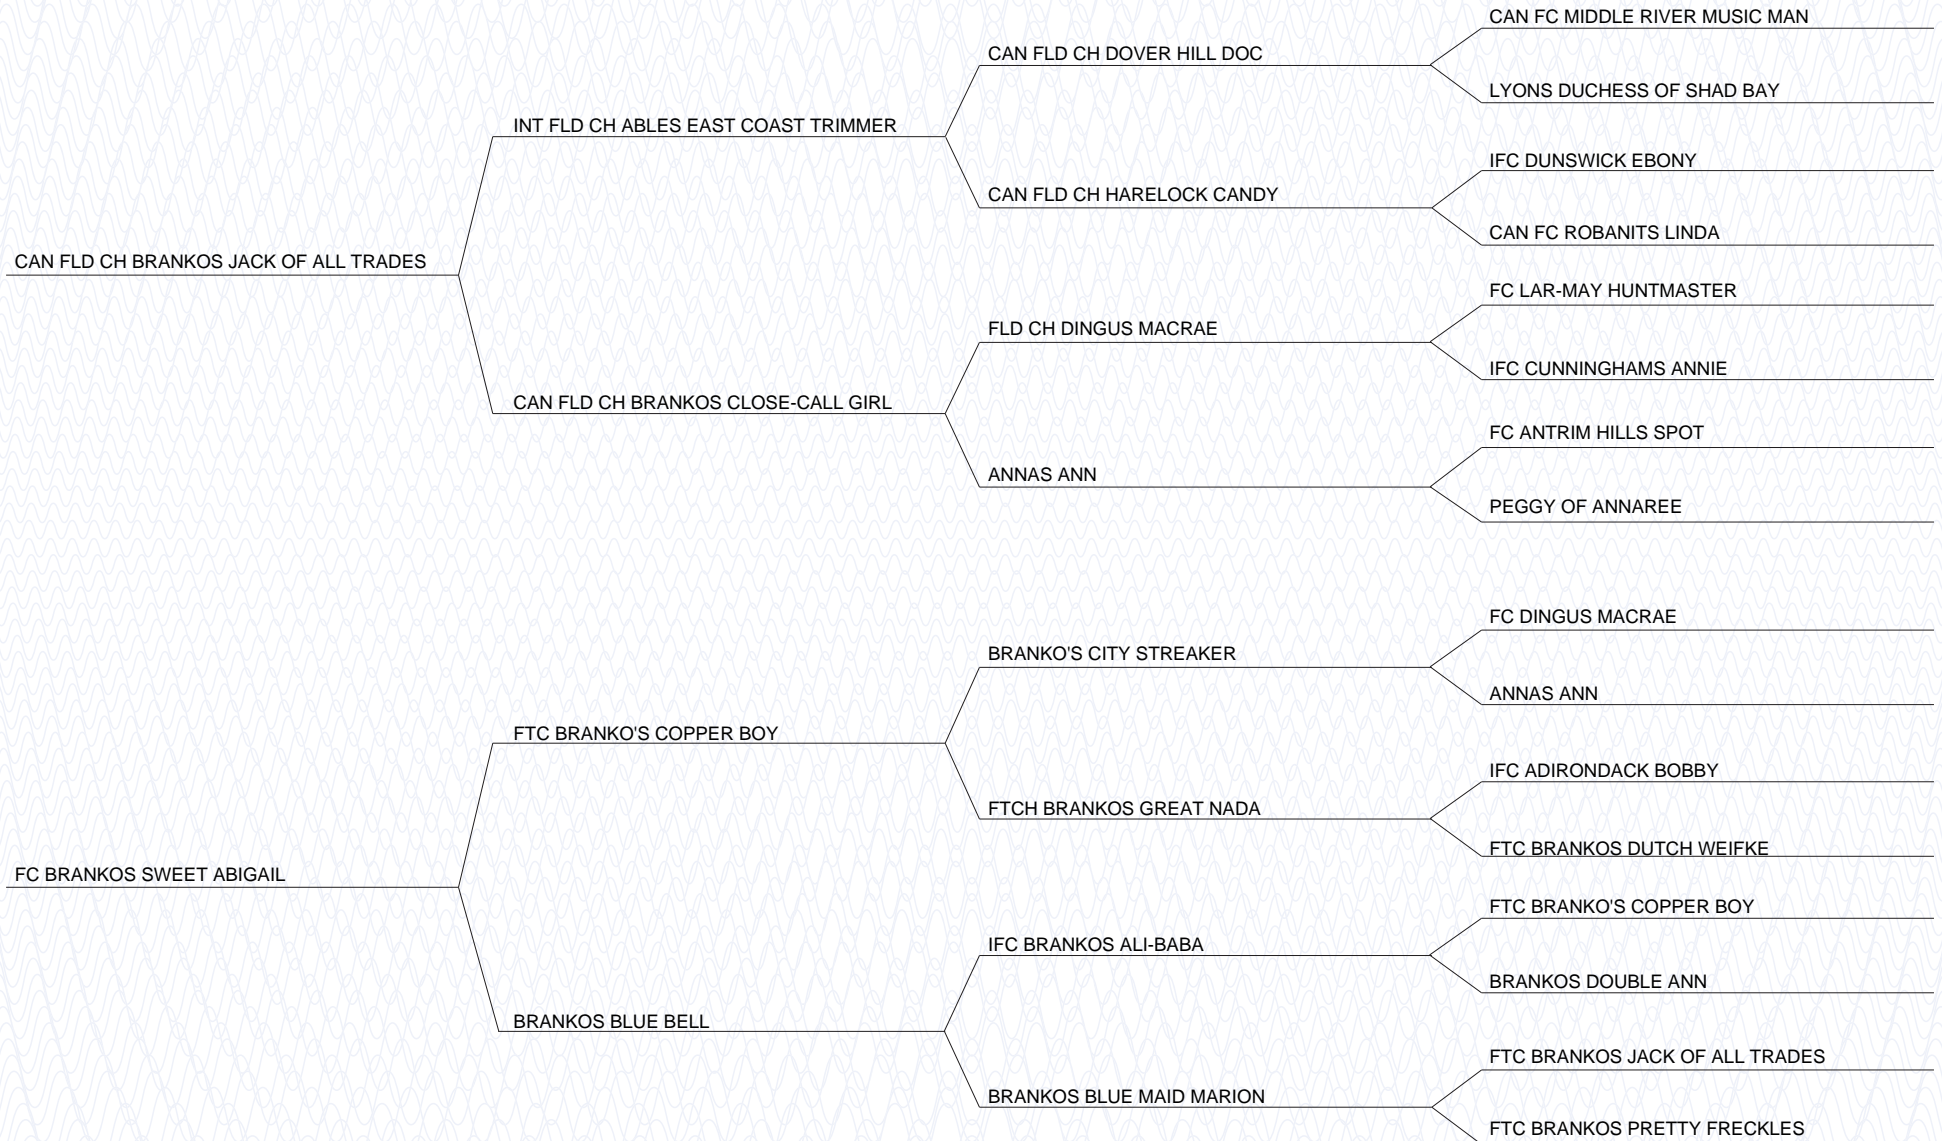 CAN FC MIDDLE RIVER MUSIC MAN
CAN FLD CH DOVER HILL DOC
LYONS DUCHESS OF SHAD BAY
INT FLD CH ABLES EAST COAST TRIMMER
IFC DUNSWICK EBONY
CAN FLD CH HARELOCK CANDY
CAN FC ROBANITS LINDA
CAN FLD CH BRANKOS JACK OF ALL TRADES
FC LAR-MAY HUNTMASTER
FLD CH DINGUS MACRAE
IFC CUNNINGHAMS ANNIE
CAN FLD CH BRANKOS CLOSE-CALL GIRL
FC ANTRIM HILLS SPOT
ANNAS ANN
PEGGY OF ANNAREE
FC DINGUS MACRAE
BRANKO'S CITY STREAKER
ANNAS ANN
FTC BRANKO'S COPPER BOY
IFC ADIRONDACK BOBBY
FTCH BRANKOS GREAT NADA
FTC BRANKOS DUTCH WEIFKE
FC BRANKOS SWEET ABIGAIL
FTC BRANKO'S COPPER BOY
IFC BRANKOS ALI-BABA
BRANKOS DOUBLE ANN
BRANKOS BLUE BELL
FTC BRANKOS JACK OF ALL TRADES
BRANKOS BLUE MAID MARION
FTC BRANKOS PRETTY FRECKLES